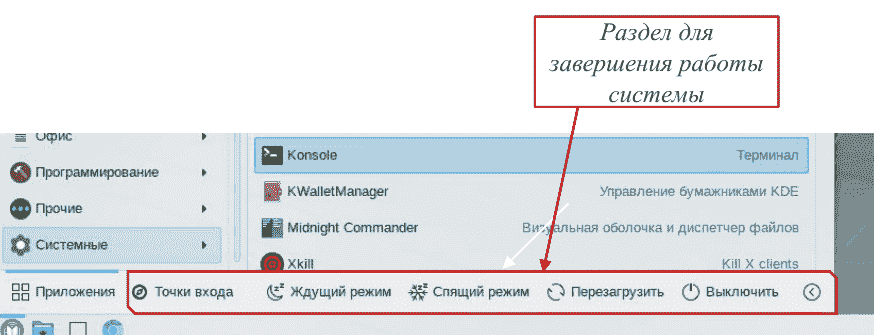 Раздел для
завершения работы
системы
Офис
Konsole Терминал
Программирование
KWalletManager Управление бумажниками KDE
Прочие
Midnight Commander Визуальная оболочка и диспетчер файлов
Системные
Xkill Kill X clients
Приложения Точки входа Ждущий режим Спящий режим Перезагрузить Выключить